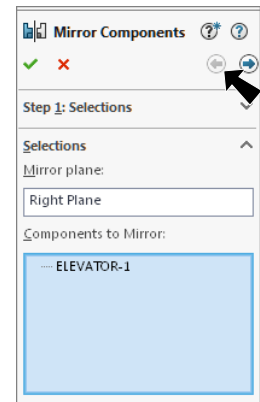 Mirror Components
Step 1: Selections
Selections
Mirror plane:
Right Plane
Components to Mirror:
ELEVATOR-1